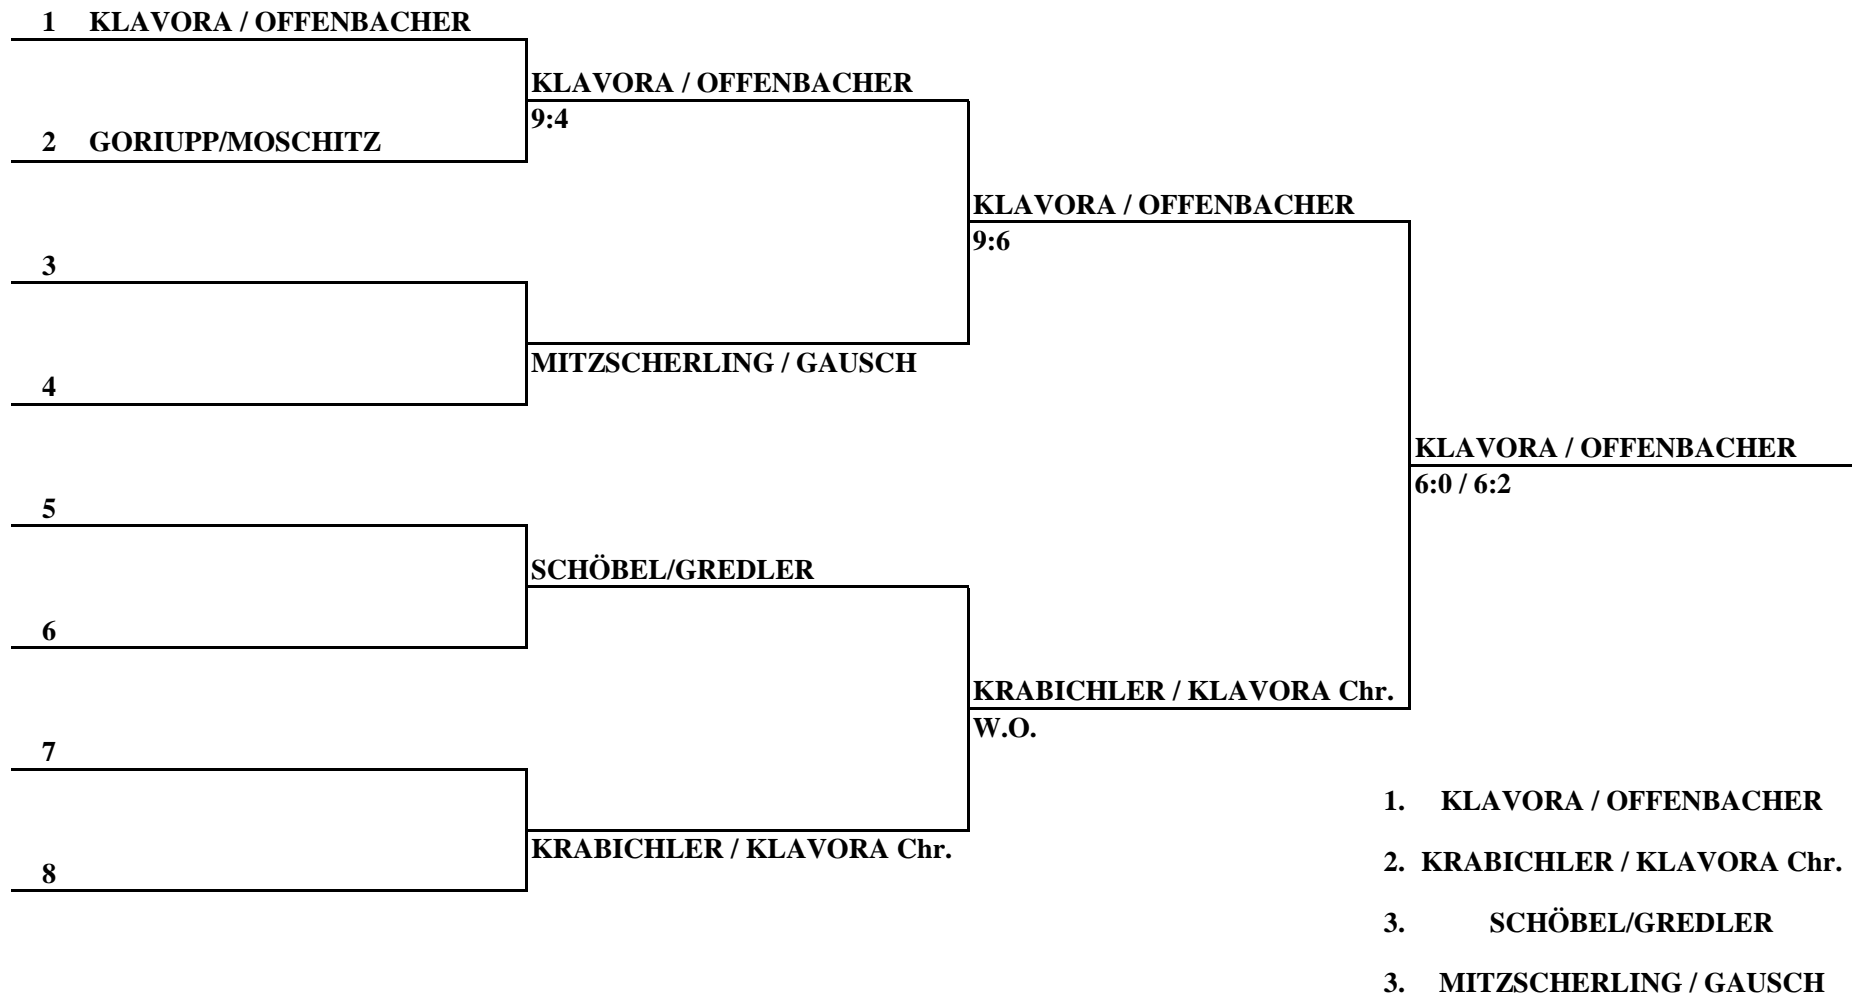 1 KLAVORA / OFFENBACHER
KLAVORA / OFFENBACHER
9:4
2 GORIUPP/MOSCHITZ
KLAVORA / OFFENBACHER
9:6
3
MITZSCHERLING / GAUSCH
4
KLAVORA / OFFENBACHER
6:0 / 6:2
5
SCHÖBEL/GREDLER
6
KRABICHLER / KLAVORA Chr.
W.O.
7
1. KLAVORA / OFFENBACHER
KRABICHLER / KLAVORA Chr.
2. KRABICHLER / KLAVORA Chr.
8
3. SCHÖBEL/GREDLER
3. MITZSCHERLING / GAUSCH